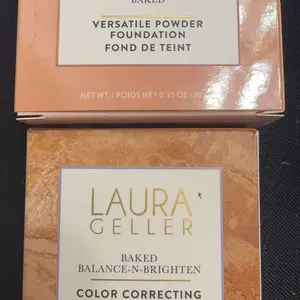 BAKED
VERSATILE POWDER
FOUNDATION
FOND DE TEINT
NET WT. / POIDS NET 0.35 OZ.
LAURA
GELLER
BAKED
BALANCE-N-BRIGHTEN
COLOR CORRECTING